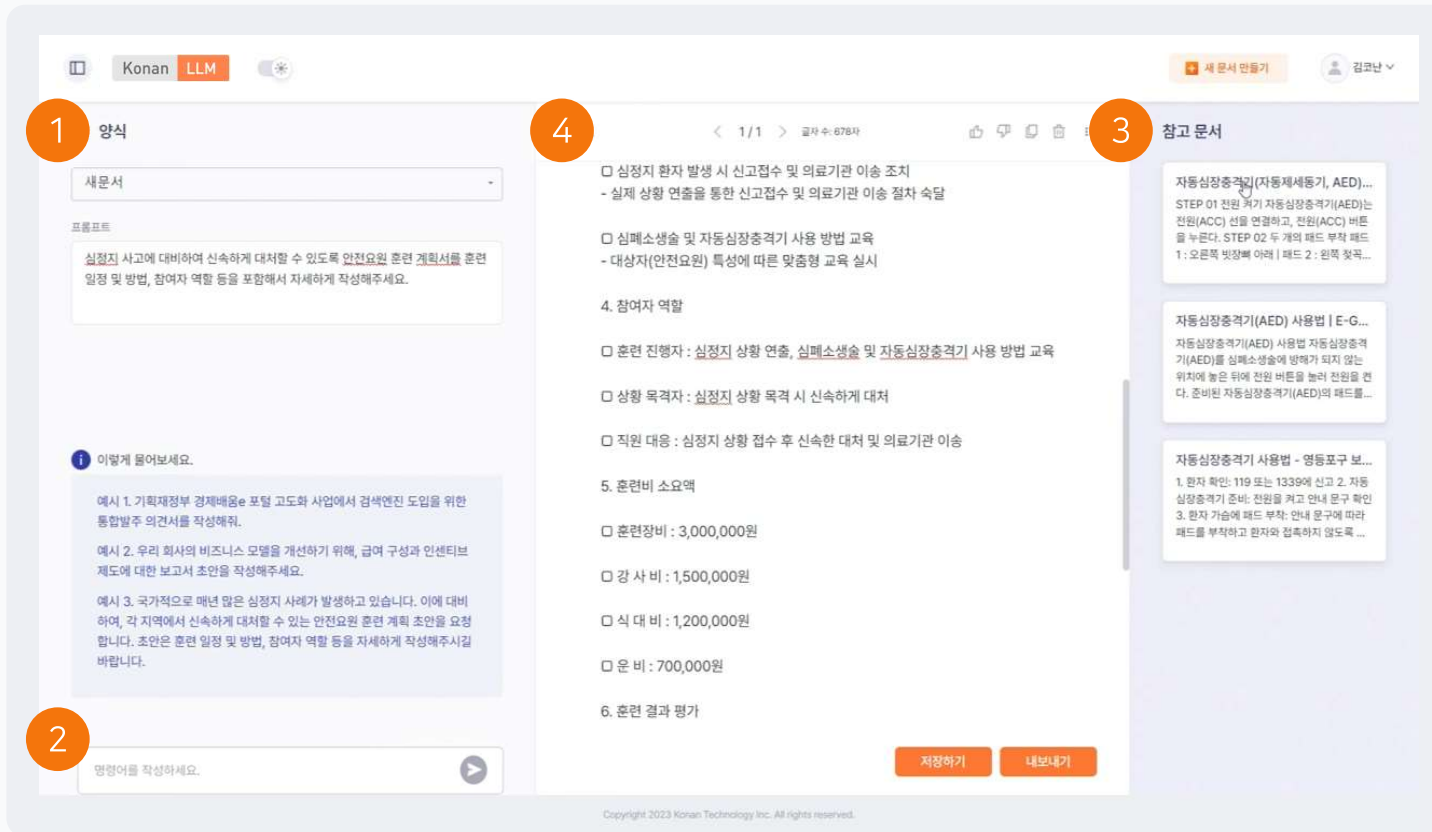 Konan LLM
새 문서 만들기
김코난
1
양식
새문서
프롬프트
심정지 사고에 대비하여 신속하게 대처할 수 있도록 안전요원 훈련 계획서를 훈련
일정 및 방법, 참여자 역할 등을 포함해서 자세하게 작성해주세요.
이렇게 물어보세요.
예시 1. 기획재정부 경제배움e 포털 고도화 사업에서 검색엔진 도입을 위한
통합발주 의견서를 작성해줘.
예시 2. 우리 회사의 비즈니스 모델을 개선하기 위해, 급여 구성과 인센티브
제도에 대한 보고서 초안을 작성해주세요.
예시 3. 국가적으로 매년 많은 심정지 사례가 발생하고 있습니다. 이에 대비
하여, 각 지역에서 신속하게 대처할 수 있는 안전요원 훈련 계획 초안을 요청
합니다. 초안은 훈련 일정 및 방법, 참여자 역할 등을 자세하게 작성해주시길
바랍니다.
2
명령어를 작성하세요.
4
1/1
글자 수: 678자
□ 심정지 환자 발생 시 신고접수 및 의료기관 이송 조치
- 실제 상황 연출을 통한 신고접수 및 의료기관 이송 절차 숙달
□ 심폐소생술 및 자동심장충격기 사용 방법 교육
- 대상자(안전요원) 특성에 따른 맞춤형 교육 실시
4. 참여자 역할
□ 훈련 진행자 : 심정지 상황 연출, 심폐소생술 및 자동심장충격기 사용 방법 교육
□ 상황 목격자 : 심정지 상황 목격 시 신속하게 대처
□ 직원 대응 : 심정지 상황 접수 후 신속한 대처 및 의료기관 이송
5. 훈련비 소요액
□ 훈련장비 : 3,000,000원
□ 강 사 비 : 1,500,000원
□ 식 대 비 : 1,200,000원
□ 운 비 : 700,000원
6. 훈련 결과 평가
저장하기
내보내기
3
참고 문서
자동심장충격기(자동제세동기, AED)...
STEP 01 전원 켜기 자동심장충격기(AED)는
전원(ACC) 선을 연결하고, 전원(ACC) 버튼
을 누른다. STEP 02 두 개의 패드 부착 패드
1 : 오른쪽 빗장뼈 아래 | 패드 2 : 왼쪽 젖꼭...
자동심장충격기(AED) 사용법 | E-G...
자동심장충격기(AED) 사용법 자동심장충격
기(AED)를 심폐소생술에 방해가 되지 않는
위치에 놓은 뒤에 전원 버튼을 눌러 전원을 켠
다. 준비된 자동심장충격기(AED)의 패드를...
자동심장충격기 사용법 - 영등포구 보...
1. 환자 확인: 119 또는 1339에 신고 2. 자동
심장충격기 준비: 전원을 켜고 안내 문구 확인
3. 환자 가슴에 패드 부착: 안내 문구에 따라
패드를 부착하고 환자와 접촉하지 않도록 ...
Copyright 2023 Konan Technology Inc. All rights reserved.